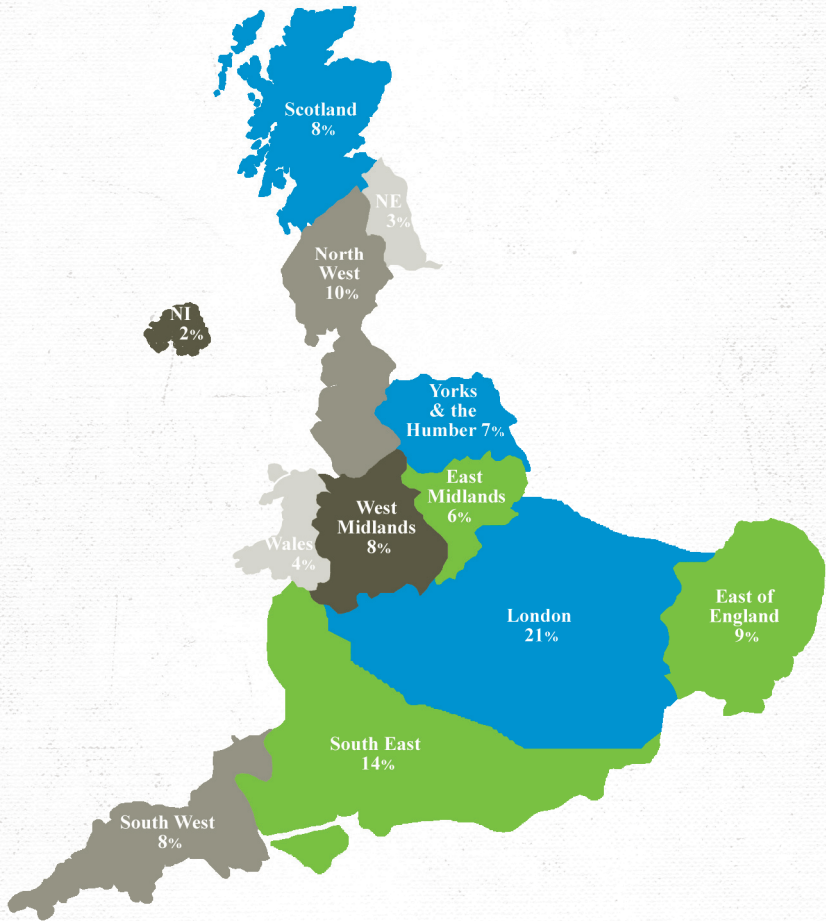 Scotland
8%
NE
3%
North
West
10%
NI
2%
Yorks
& the
Humber 7%
East
Midlands
6%
West
Midlands
8%
Wales
4%
London
21%
East of
England
9%
South East
14%
South West
8%